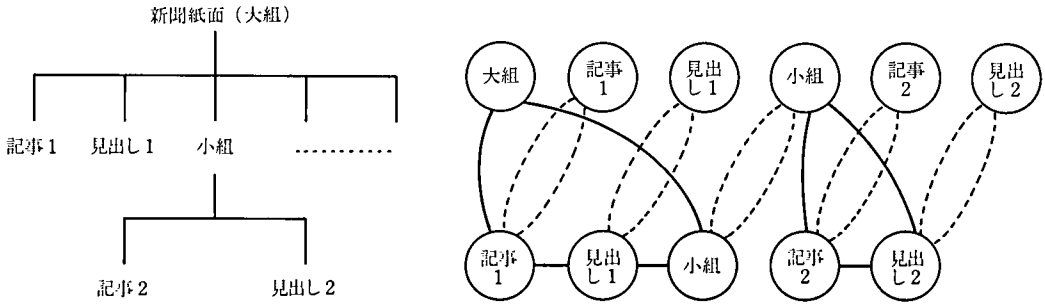 新聞紙面(大組)
記事1 見出し1 小組 ............
記事2 見出し2
大組
記事
1
見出
し1
小組
記事
2
見出
し2
記事
1
見出
し1
小組
記事
2
見出
し2